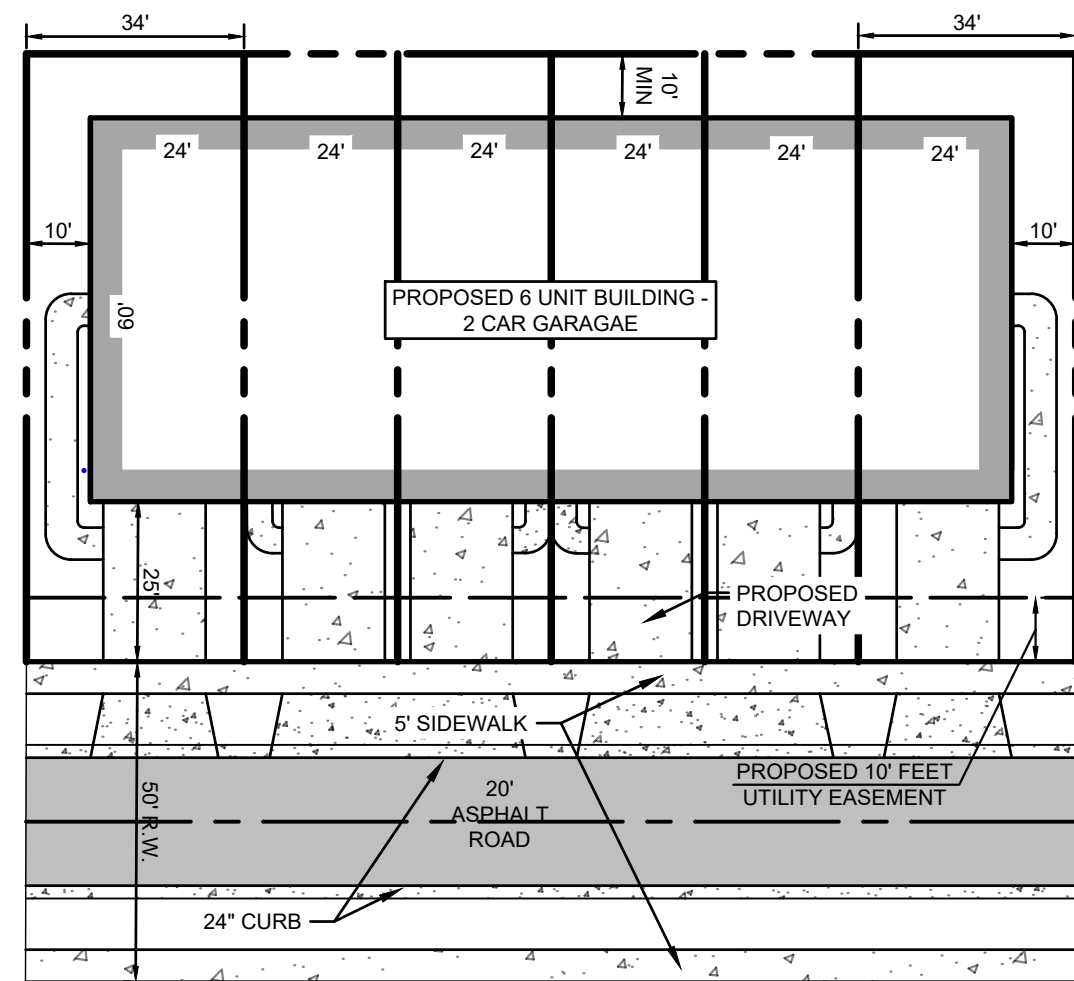 34'
34'
10'
MIN
24'
24'
24'
24'
24'
24'
10'
10'
60'
PROPOSED 6 UNIT BUILDING -
2 CAR GARAGAE
25'
PROPOSED
DRIVEWAY
5' SIDEWALK
50' R.W.
20'
ASPHALT
ROAD
PROPOSED 10' FEET
UTILITY EASEMENT
24" CURB